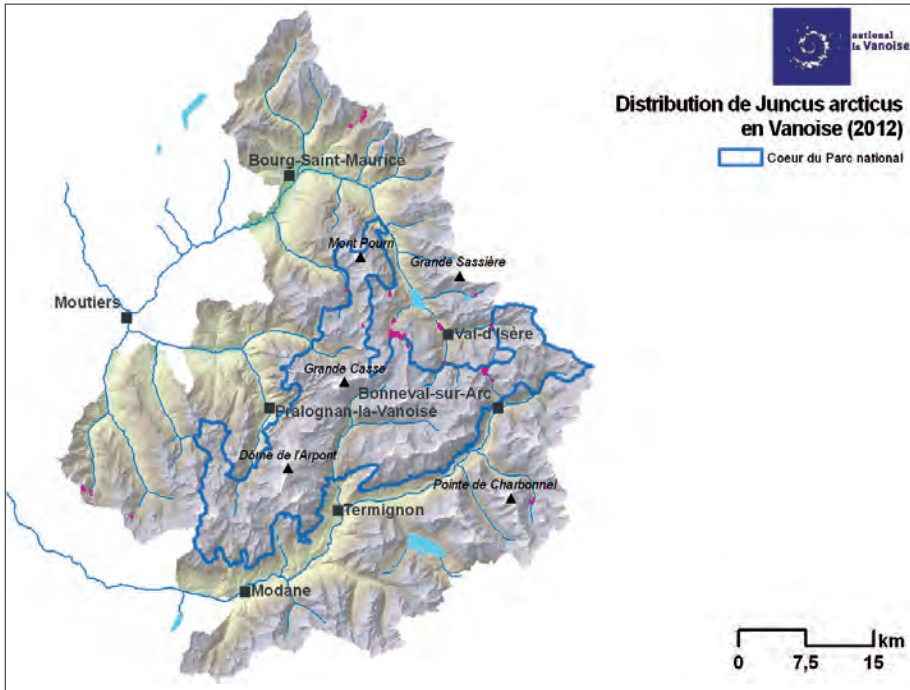 national
la Vanoise
Distribution de Juncus arcticus
en Vanoise (2012)
Coeur du Parc national
Bourg-Saint-Maurice
Mont Pourri
Grande Sassière
Moutiers
Val-d'Isère
Grande Casse
Bonneval-sur-Arc
Pralognan-la-Vanoise
Dôme de l'Arpont
Pointe de Charbonnel
Termignon
Modane
km
0 7,5 15